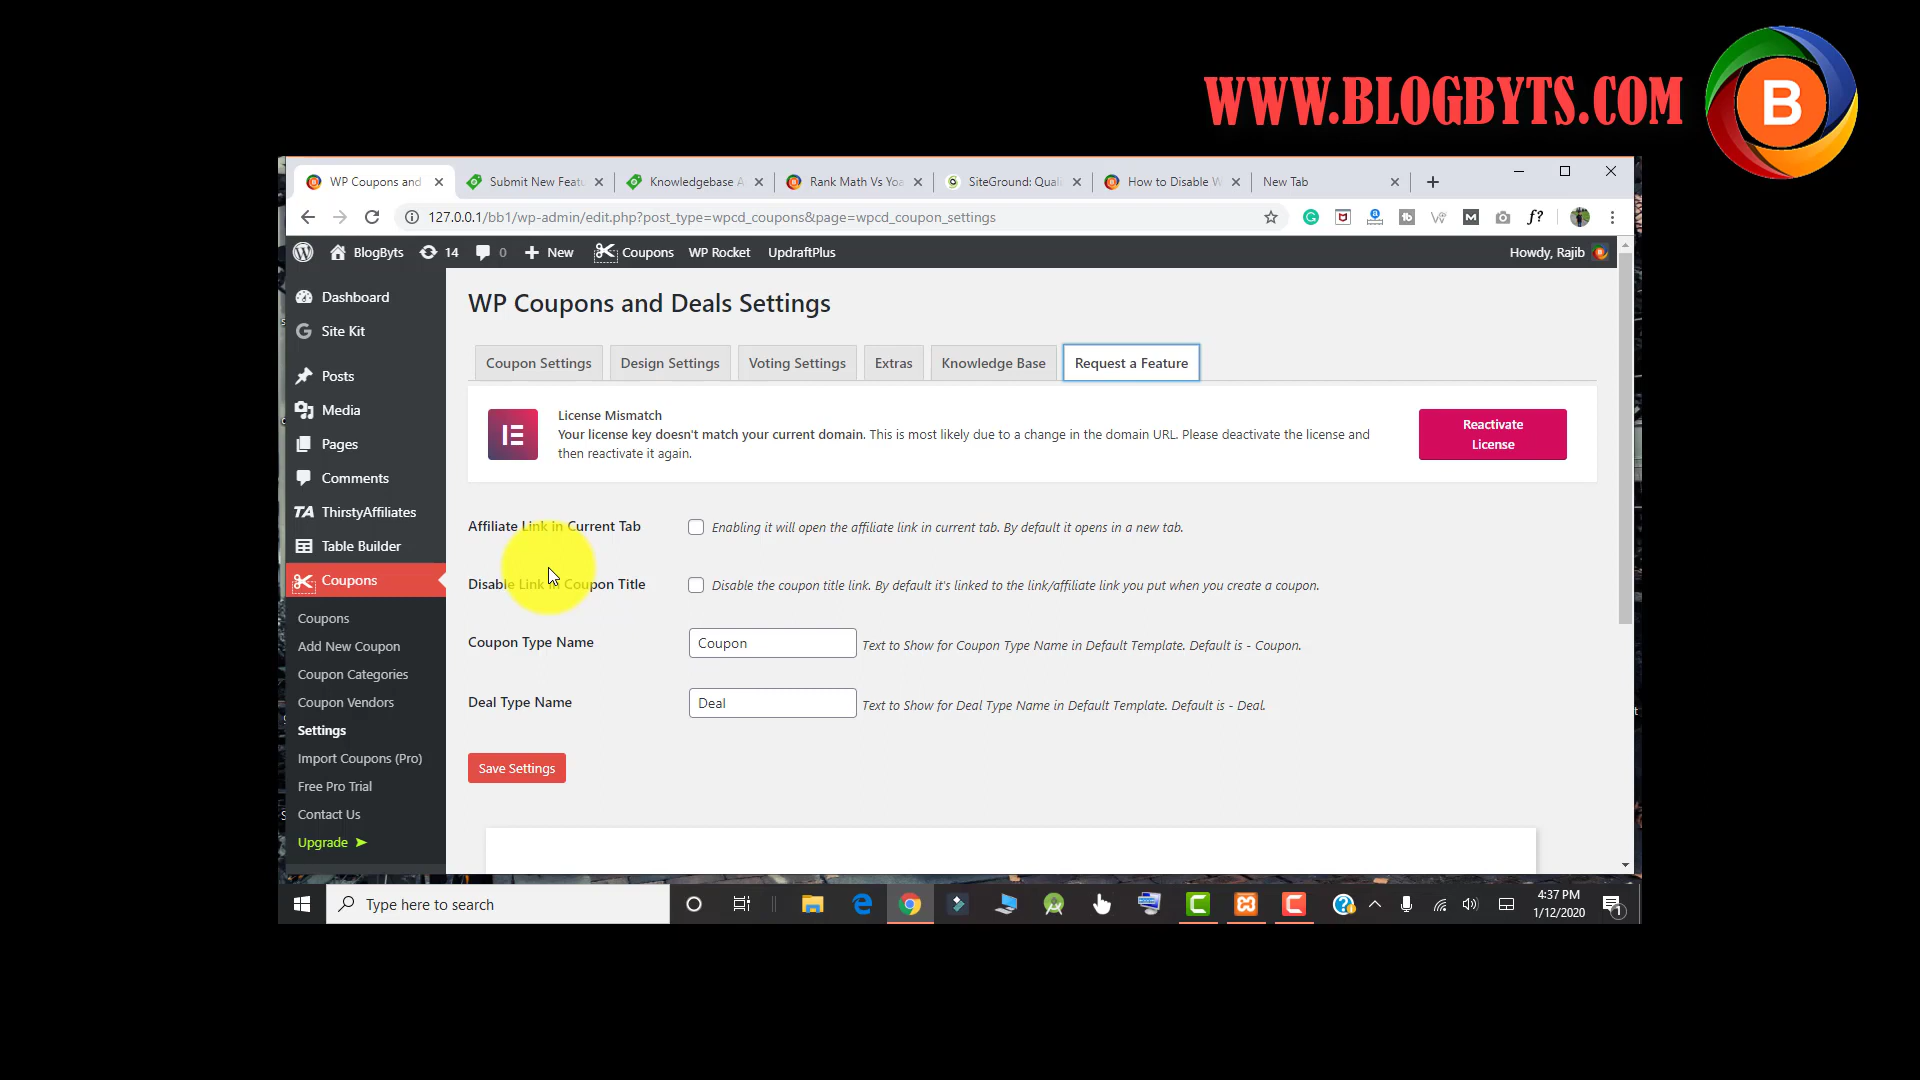 WWW.BLOGBYTS.COM
B
WP Coupons and
Submit New Featu
Knowledgebase A
Rank Math Vs Yoa
SiteGround: Quali
How to Disable W
New Tab
127.0.0.1/bb1/wp-admin/edit.php?post_type=wpcd_coupons&page=wpcd_coupon_settings
BlogByts
14
0
New
Coupons
WP Rocket
UpdraftPlus
Howdy, Rajib
Dashboard
Site Kit
Posts
Media
Pages
Comments
TA ThirstyAffiliates
Table Builder
Coupons
Coupons
Add New Coupon
Coupon Categories
Coupon Vendors
Settings
Import Coupons (Pro)
Free Pro Trial
Contact Us
Upgrade ➤
WP Coupons and Deals Settings
Coupon Settings
Design Settings
Voting Settings
Extras
Knowledge Base
Request a Feature
License Mismatch
Your license key doesn't match your current domain. This is most likely due to a change in the domain URL. Please deactivate the license and
then reactivate it again.
Reactivate
License
Affiliate Link in Current Tab
Enabling it will open the affiliate link in current tab. By default it opens in a new tab.
Disable Link in Coupon Title
Disable the coupon title link. By default it's linked to the link/affiliate link you put when you create a coupon.
Coupon Type Name
Coupon
Text to Show for Coupon Type Name in Default Template. Default is - Coupon.
Deal Type Name
Deal
Text to Show for Deal Type Name in Default Template. Default is - Deal.
Save Settings
Type here to search
4:37 PM
1/12/2020
1